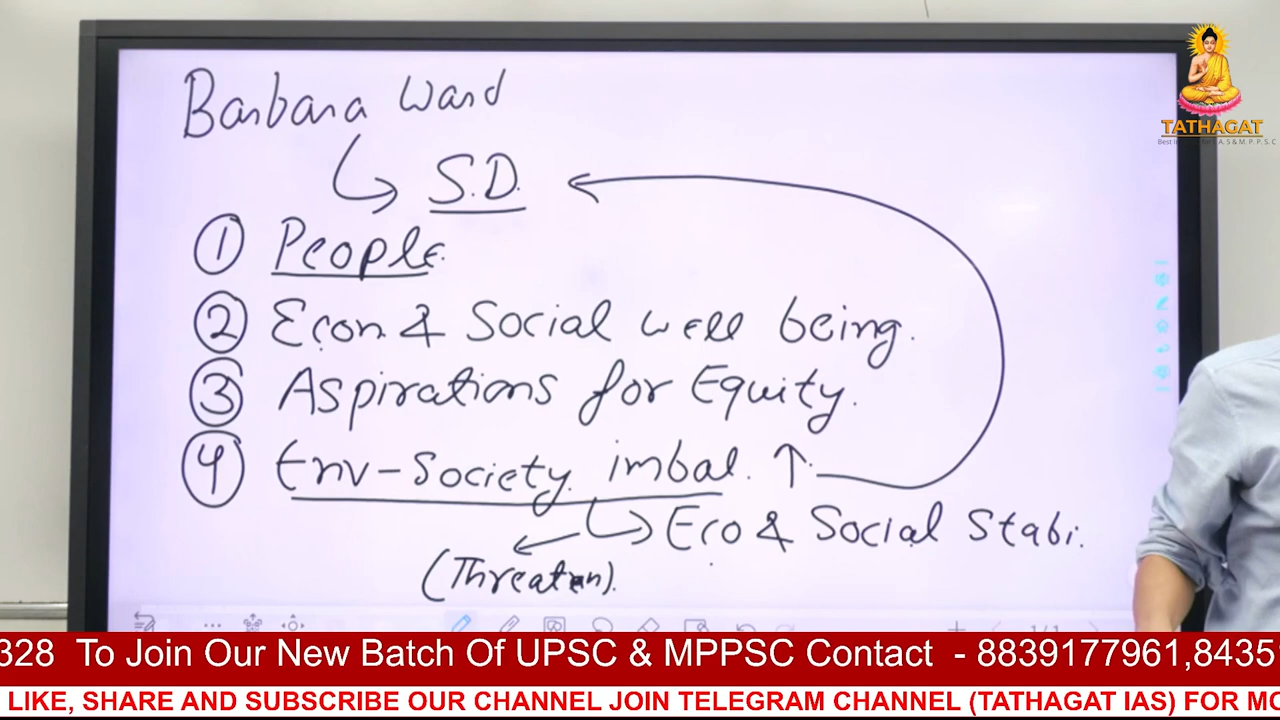 Barbara Ward
S.D.
① People.
② Econ & Social well being.
③ Aspirations for Equity.
④ Env-Society imbal. ↑
Eco & Social Stabi.
(Threaten).
TATHAGAT
1/1
328 To Join Our New Batch Of UPSC & MPPSC Contact - 8839177961,8435
LIKE, SHARE AND SUBSCRIBE OUR CHANNEL JOIN TELEGRAM CHANNEL (TATHAGAT IAS) FOR MO